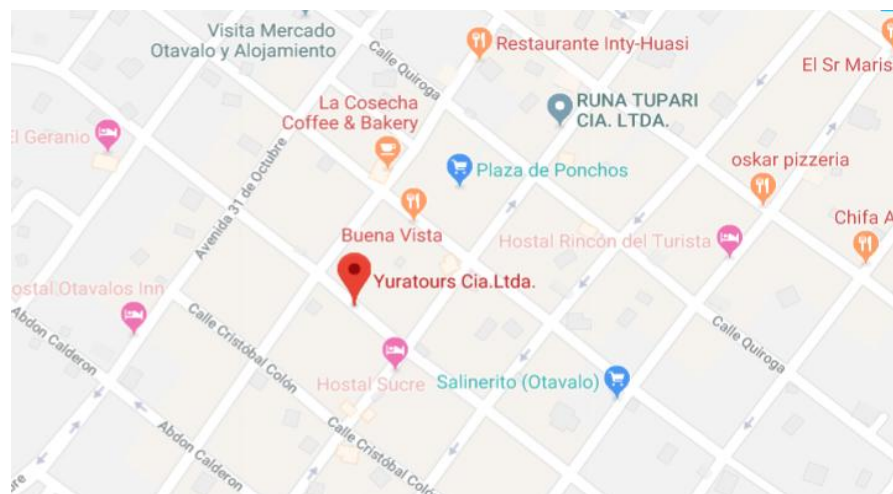 Visita Mercado
Otavalo y Alojamiento
Calle Quiroga
Restaurante Inty-Huasi
El Sr Maris
La Cosecha
Coffee & Bakery
RUNA TUPARI
CIA. LTDA.
El Geranio
Avenida 31 de Octubre
Plaza de Ponchos
oskar pizzeria
Buena Vista
Hostal Rincón del Turista
Chifa A
Yuratours Cia.Ltda.
ostal Otavalos Inn
Abdon Calderon
Calle Cristóbal Colón
Calle Quiroga
Hostal Sucre
Salinerito (Otavalo)
Abdon Calderon
Calle Cristóbal Colón
re